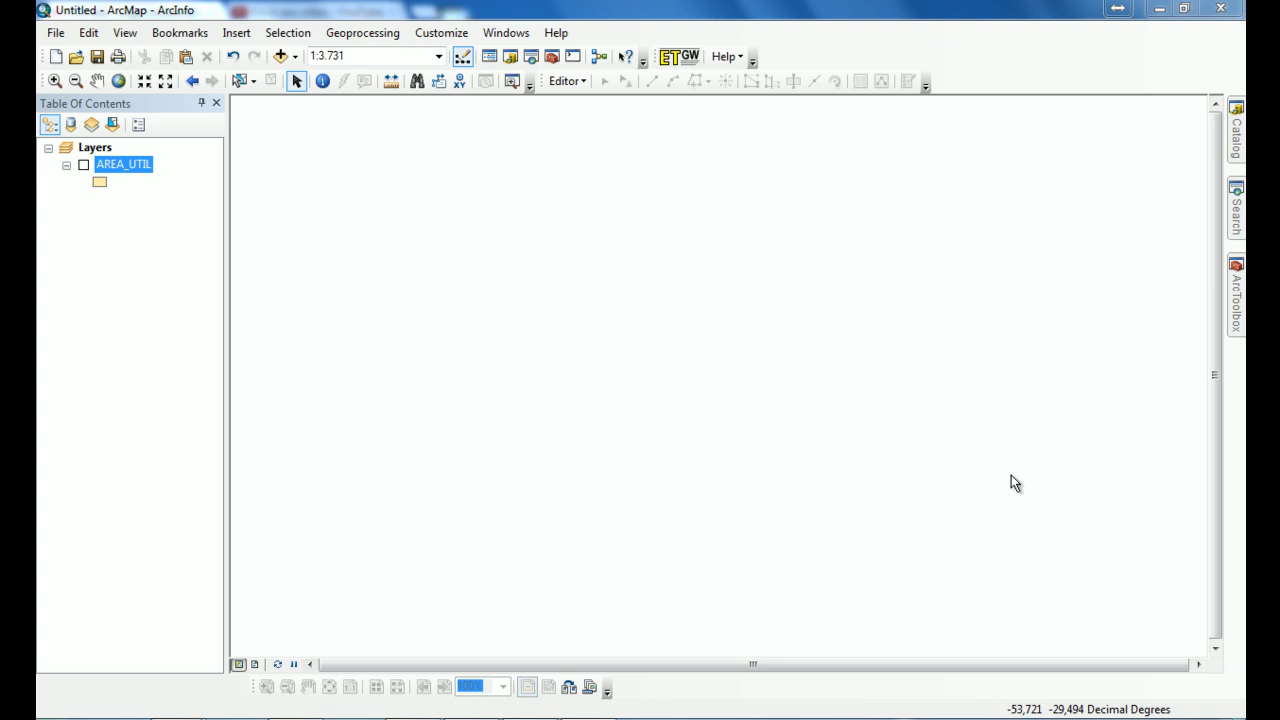 Untitled - ArcMap - ArcInfo
File Edit View Bookmarks Insert Selection Geoprocessing Customize Windows Help
1:3.731 ETGW Help
Editor
Table Of Contents
Layers
AREA_UTIL
Catalog
Search
ArcToolbox
100%
-53,721 -29,494 Decimal Degrees